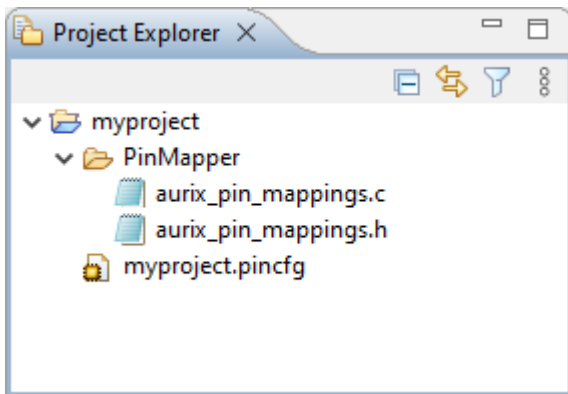 Project Explorer
myproject
PinMapper
aurix_pin_mappings.c
aurix_pin_mappings.h
myproject.pincfg